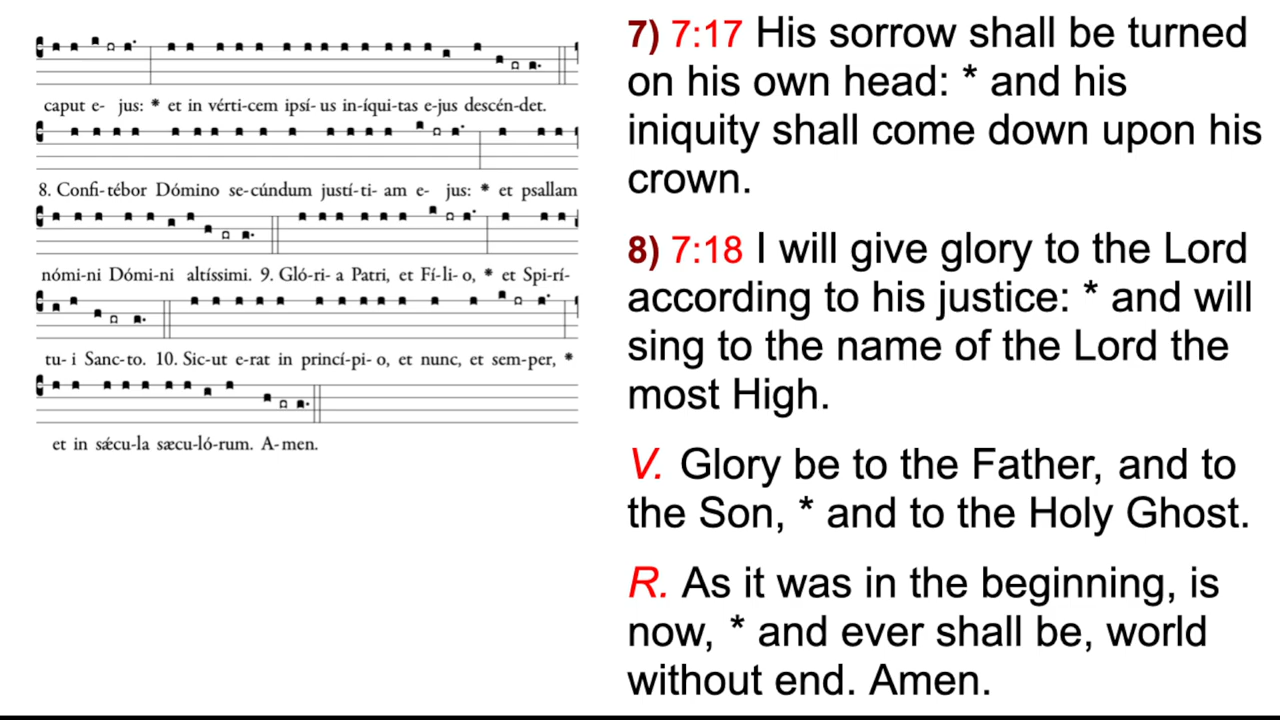 caput e- jus: * et in vérti-cem ipsí- us in-íqui-tas e-jus descén-det.
8. Confi-tébor Dómino se-cúndum justí-ti- am e- jus: * et psallam
nómi-ni Dómi-ni altíssimi. 9. Gló-ri- a Patri, et Fí-li-o, * et Spi-rí-
tu- i Sanc-to. 10. Sic-ut e-rat in princí-pi- o, et nunc, et sem-per, *
et in sǽcu-la sæcu-ló-rum. A-men.
7) 7:17 His sorrow shall be turned
on his own head: * and his
iniquity shall come down upon his
crown.
8) 7:18 I will give glory to the Lord
according to his justice: * and will
sing to the name of the Lord the
most High.
V. Glory be to the Father, and to
the Son, * and to the Holy Ghost.
R. As it was in the beginning, is
now, * and ever shall be, world
without end. Amen.